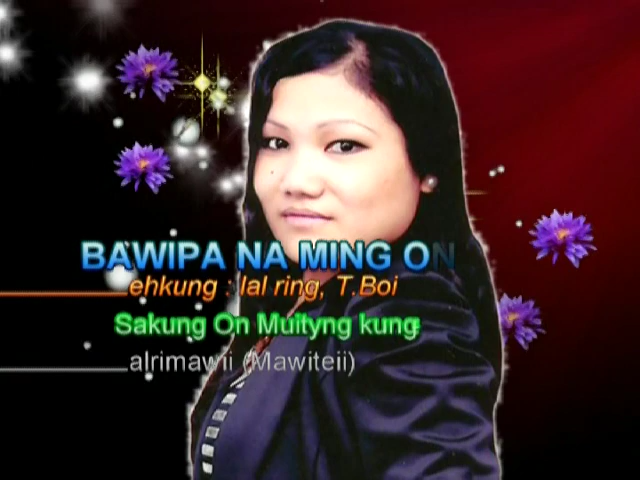 BAWIPA NA MING ON
ehkung : lal ring, T.Boi
Sakung On Muityng kung
alrimawii (Mawiteii)